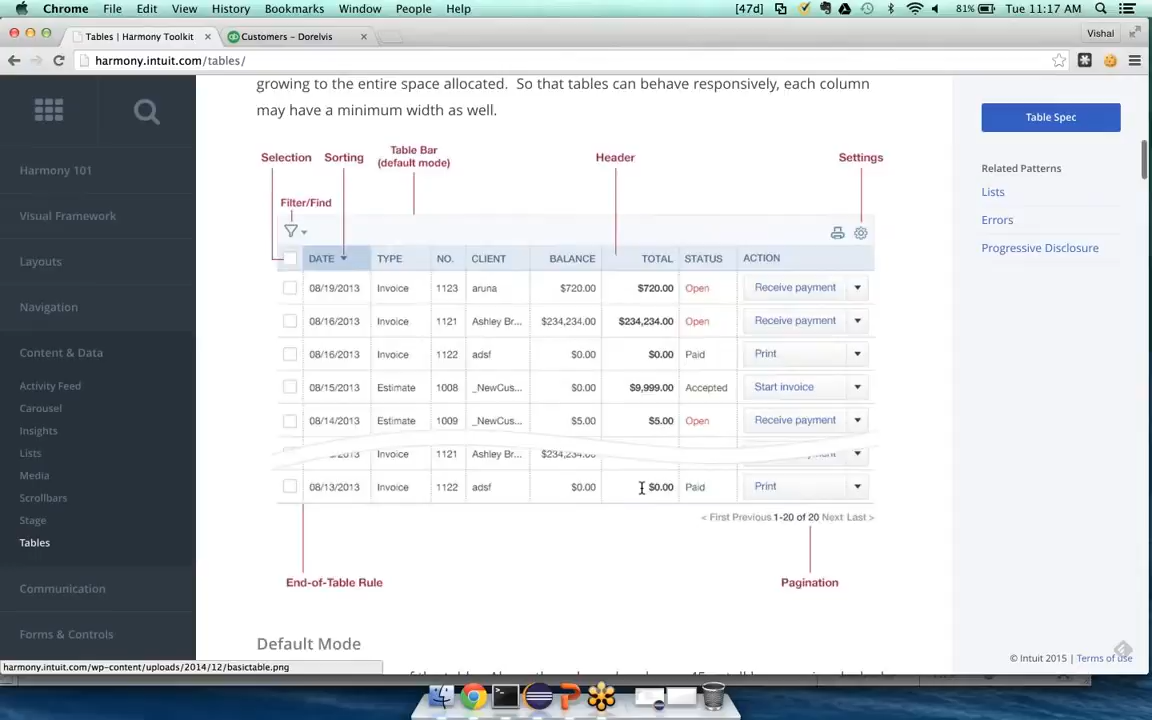 Chrome File Edit View History Bookmarks Window People Help [47d] 81% Tue 11:17 AM
Tables | Harmony Toolkit × Customers - Dorelvis × Vishal
harmony.intuit.com/tables/
growing to the entire space allocated. So that tables can behave responsively, each column
may have a minimum width as well.
Table Spec
Related Patterns
Lists
Errors
Progressive Disclosure
Harmony 101
Visual Framework
Layouts
Navigation
Content & Data
Activity Feed
Carousel
Insights
Lists
Media
Scrollbars
Stage
Tables
Communication
Forms & Controls
Selection Sorting Table Bar Header Settings
(default mode)
Filter/Find
DATE TYPE NO. CLIENT BALANCE TOTAL STATUS ACTION
08/19/2013 Invoice 1123 aruna $720.00 $720.00 Open Receive payment
08/16/2013 Invoice 1121 Ashley Br... $234,234.00 $234,234.00 Open Receive payment
08/16/2013 Invoice 1122 adsf $0.00 $0.00 Paid Print
08/15/2013 Estimate 1008 _NewCus... $0.00 $9,999.00 Accepted Start invoice
08/14/2013 Estimate 1009 _NewCus... $5.00 $5.00 Open Receive payment
Invoice 1121 Ashley Br... $234,234.00
08/13/2013 Invoice 1122 adsf $0.00 $0.00 Paid Print
< First Previous 1-20 of 20 Next Last >
End-of-Table Rule Pagination
Default Mode
© Intuit 2015 | Terms of use
harmony.intuit.com/wp-content/uploads/2014/12/basictable.png